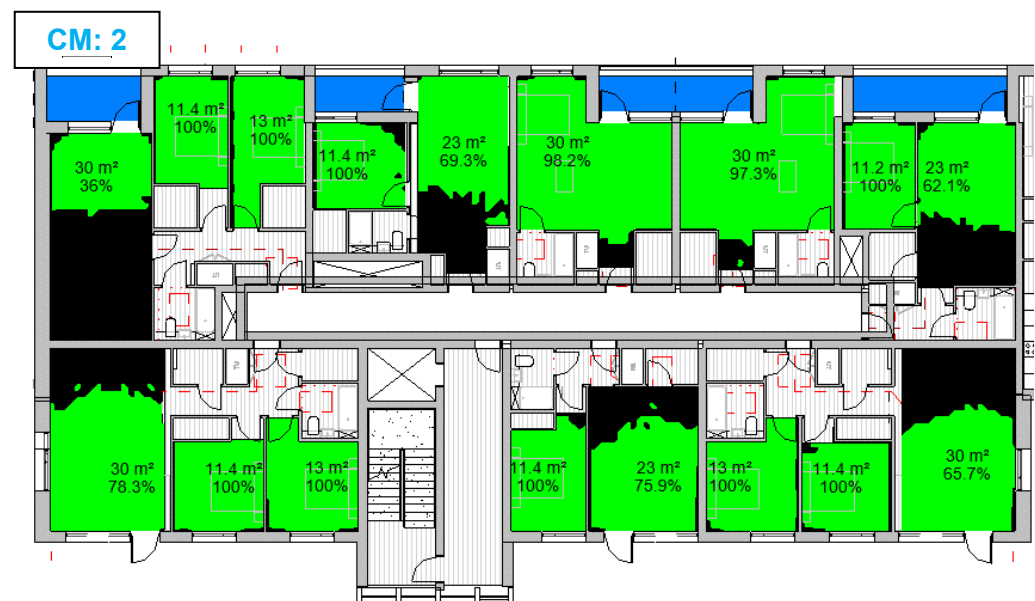 CM: 2
11.4 m²
100%
13 m²
100%
30 m²
36%
11.4 m²
100%
23 m²
69.3%
30 m²
98.2%
30 m²
97.3%
11.2 m²
100%
23 m²
62.1%
30 m²
78.3%
11.4 m²
100%
13 m²
100%
11.4 m²
100%
23 m²
75.9%
13 m²
100%
11.4 m²
100%
30 m²
65.7%